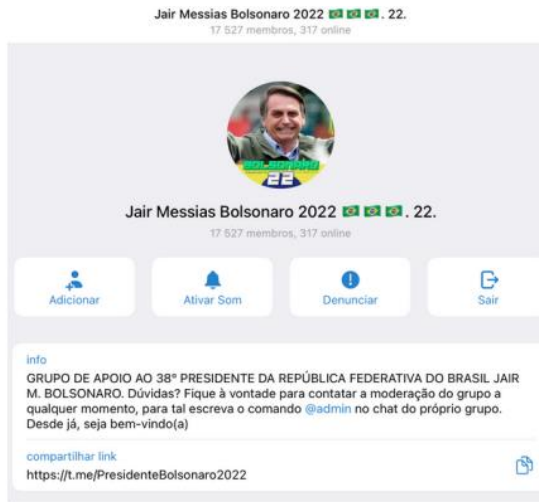 Jair Messias Bolsonaro 2022 🇧🇷 🇧🇷 🇧🇷 . 22.
17 527 membros, 317 online
BOLSONARO
22
Jair Messias Bolsonaro 2022 🇧🇷 🇧🇷 🇧🇷 . 22.
17 527 membros, 317 online
Adicionar
Ativar Som
Denunciar
Sair
info
GRUPO DE APOIO AO 38° PRESIDENTE DA REPÚBLICA FEDERATIVA DO BRASIL JAIR
M. BOLSONARO. Dúvidas? Fique à vontade para contatar a moderação do grupo a
qualquer momento, para tal escreva o comando @admin no chat do próprio grupo.
Desde já, seja bem-vindo(a)
compartilhar link
https://t.me/PresidenteBolsonaro2022